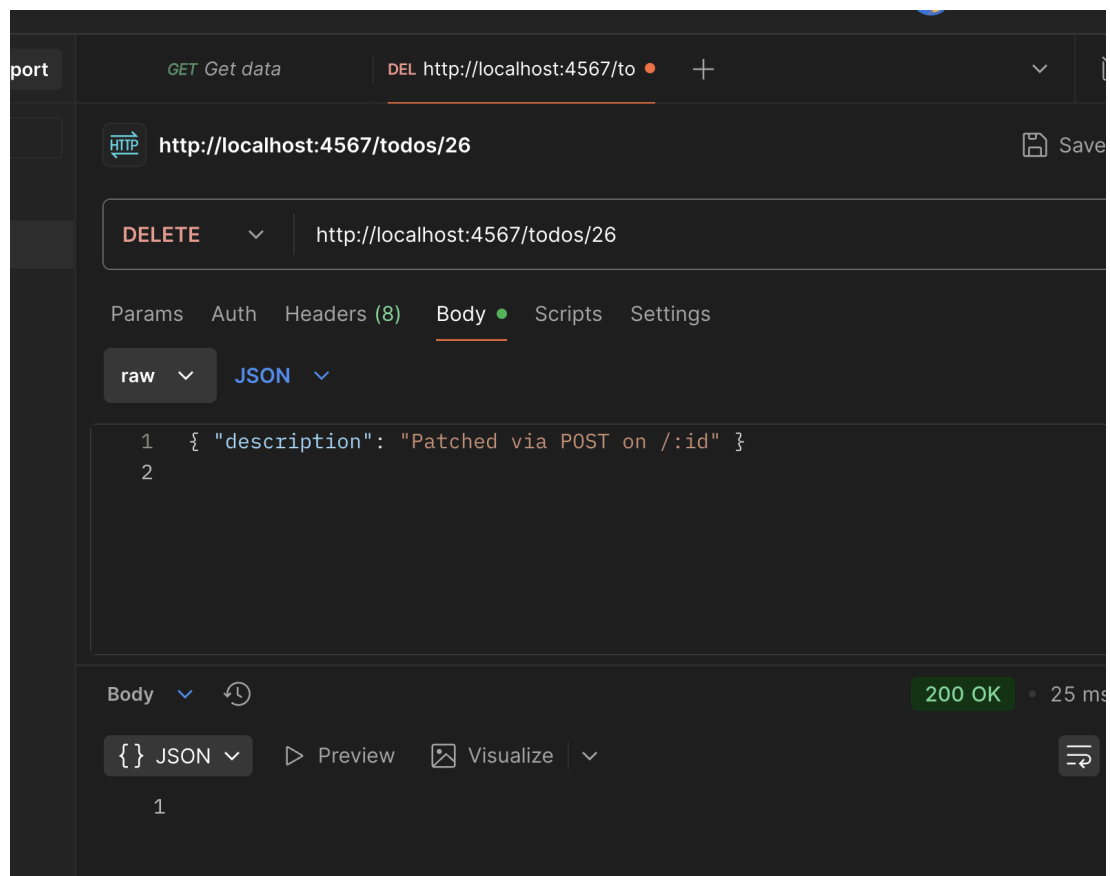 port
GET Get data
DEL http://localhost:4567/to
HTTP http://localhost:4567/todos/26
Save
DELETE http://localhost:4567/todos/26
Params Auth Headers (8) Body Scripts Settings
raw JSON
1 { "description": "Patched via POST on /:id" }
2
Body 200 OK 25 ms
{} JSON Preview Visualize
1